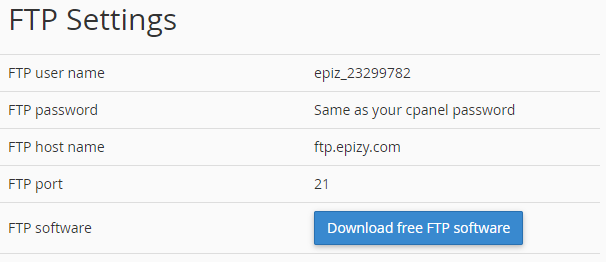 FTP Settings
FTP user name epiz_23299782
FTP password Same as your cpanel password
FTP host name ftp.epizy.com
FTP port 21
FTP software Download free FTP software